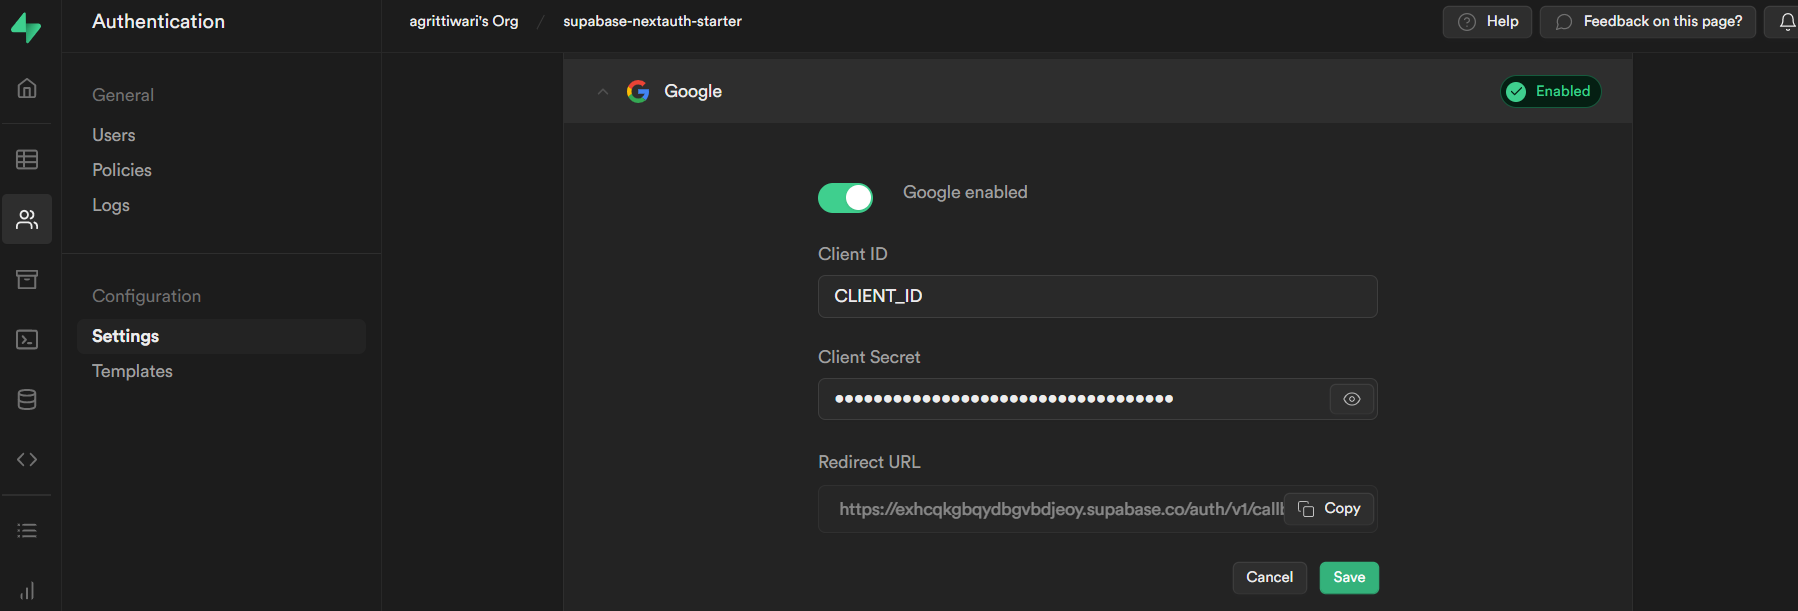 Authentication
agrittiwari's Org / supabase-nextauth-starter
Help
Feedback on this page?
General
Users
Policies
Logs
Configuration
Settings
Templates
Google
Enabled
Google enabled
Client ID
CLIENT_ID
Client Secret
•••••••••••••••••••••••••••••••••••
Redirect URL
https://exhcqkgbqydbgvbdjeoy.supabase.co/auth/v1/callb
Copy
Cancel
Save